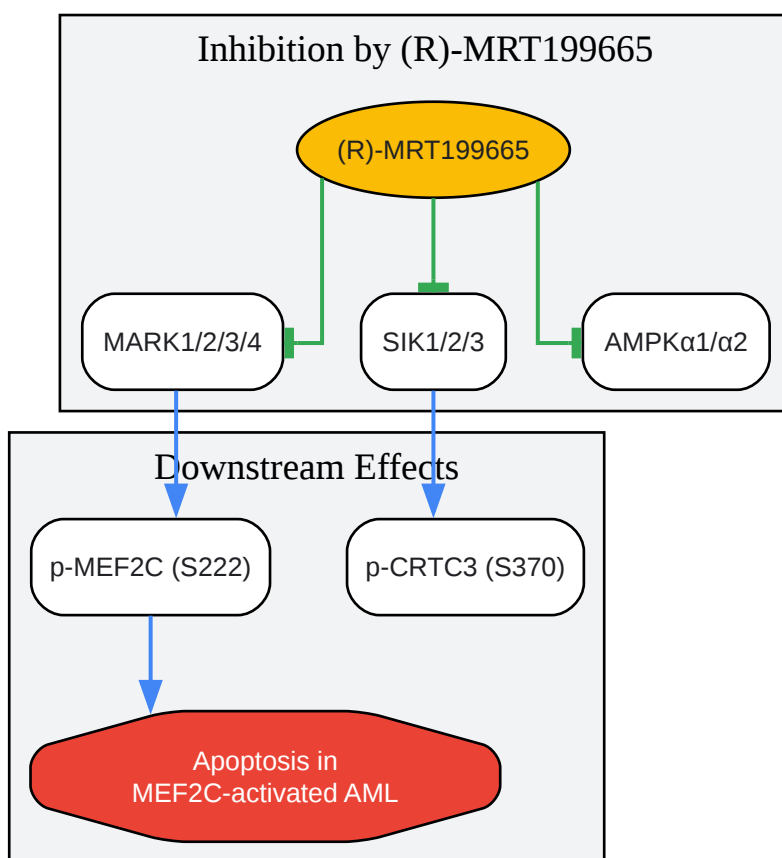 Inhibition by (R)-MRT199665
(R)-MRT199665
MARK1/2/3/4
SIK1/2/3
AMPKα1/α2
Downstream Effects
p-MEF2C (S222)
p-CRTC3 (S370)
Apoptosis in
MEF2C-activated AML